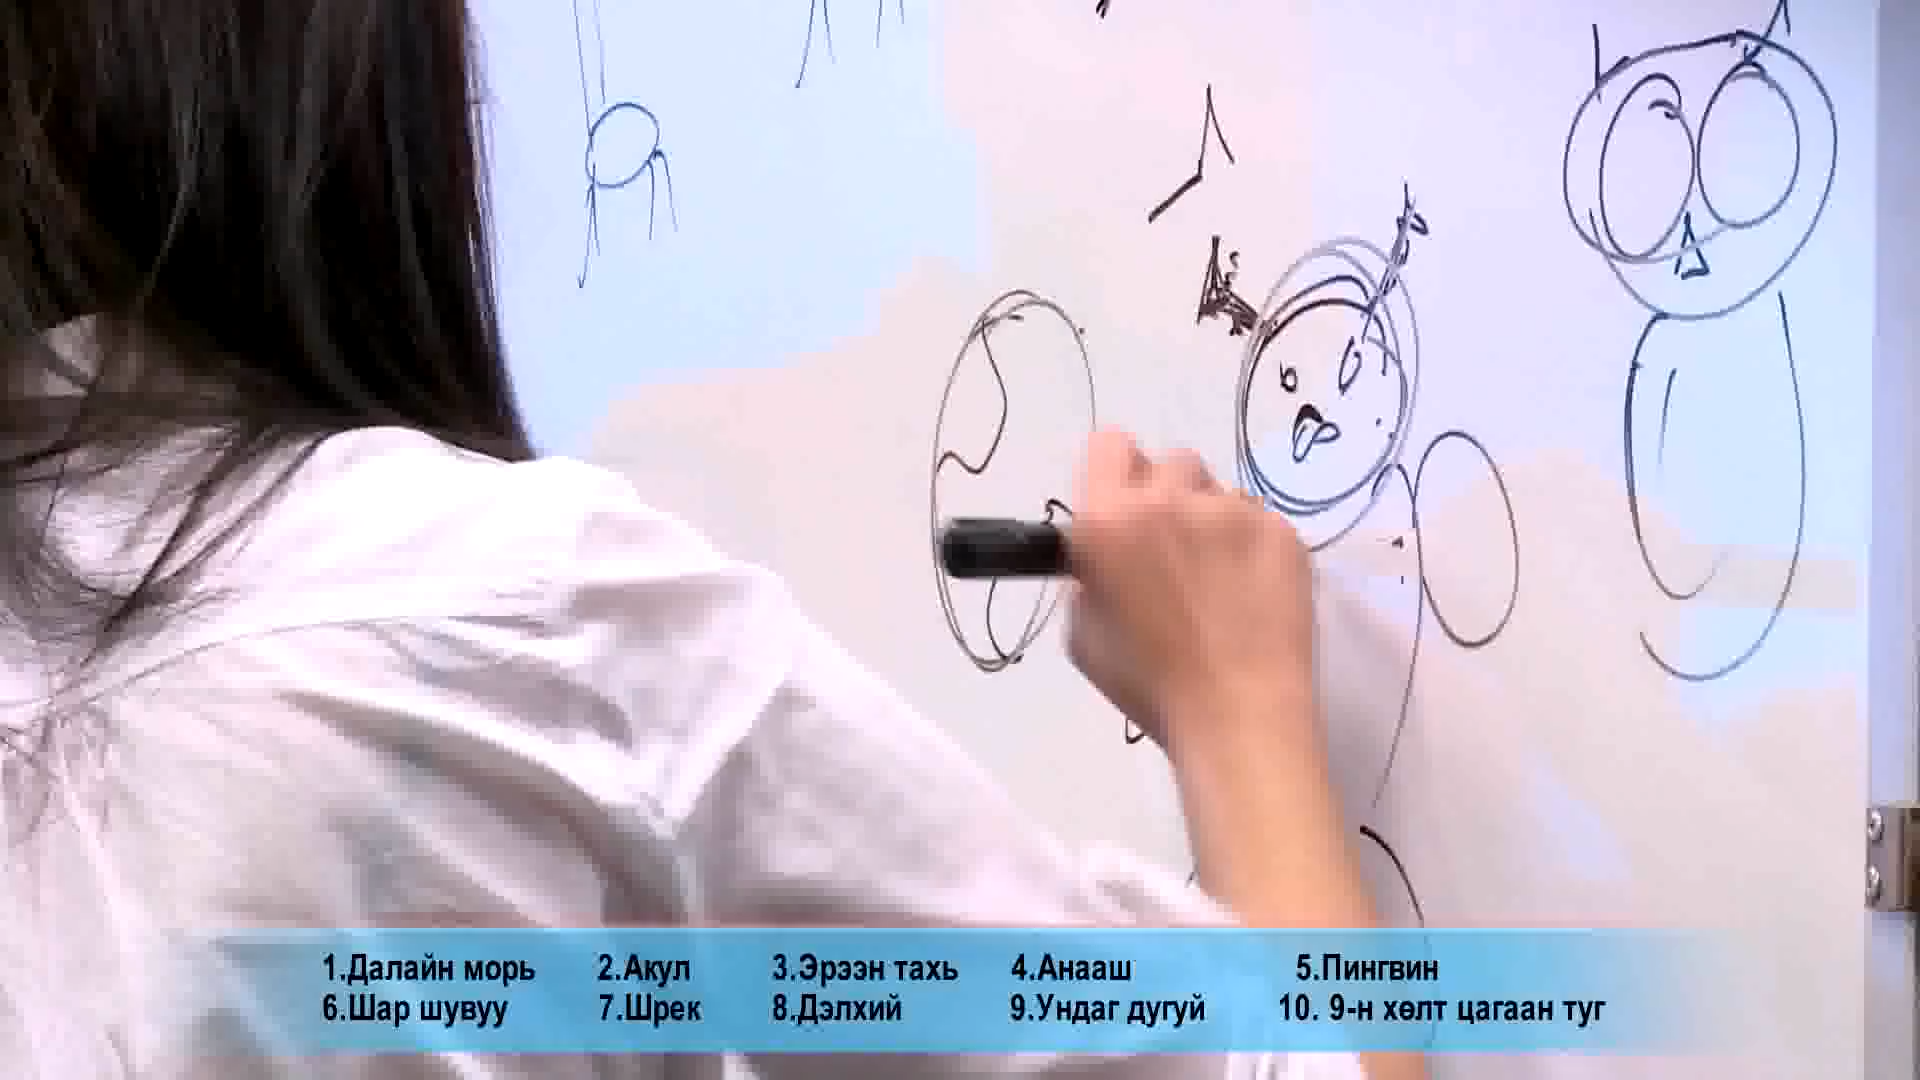 1.Далайн морь 2.Акул 3.Эрээн тахь 4.Анааш 5.Пингвин
6.Шар шувуу 7.Шрек 8.Дэлхий 9.Ундаг дугуй 10. 9-н хөлт цагаан туг